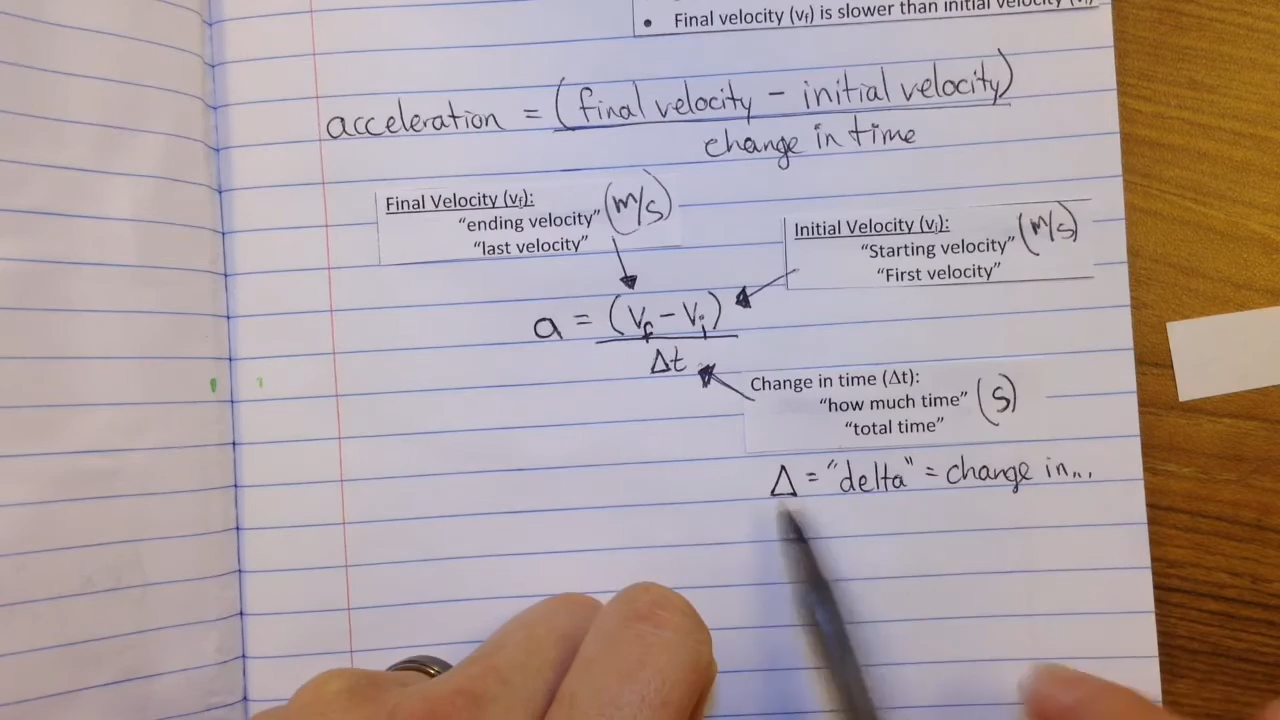 • Final velocity (vf) is slower than initial velocity
acceleration = (final velocity - initial velocity)
change in time
Final Velocity (vf):
"ending velocity" (m/s)
"last velocity"
Initial Velocity (vi):
"Starting velocity" (m/s)
"First velocity"
a = (vf - vi)
Δt
Change in time (Δt):
"how much time" (s)
"total time"
Δ = "delta" = change in...